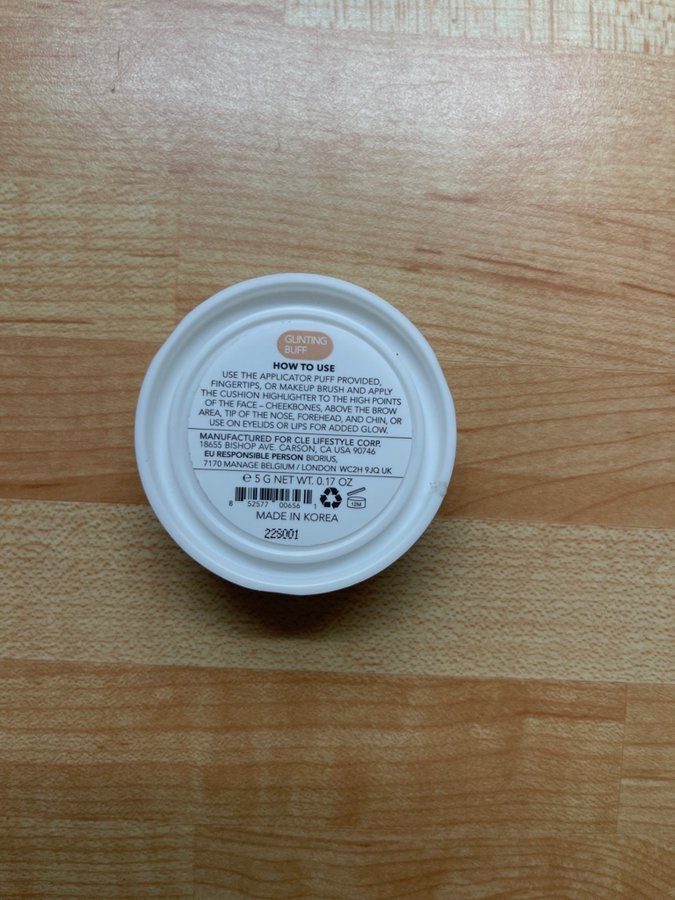 GLINTING
BUFF
HOW TO USE
USE THE APPLICATOR PUFF PROVIDED,
FINGERTIPS, OR MAKEUP BRUSH AND APPLY
THE CUSHION HIGHLIGHTER TO THE HIGH POINTS
OF THE FACE – CHEEKBONES, ABOVE THE BROW
AREA, TIP OF THE NOSE, FOREHEAD, AND CHIN, OR
USE ON EYELIDS OR LIPS FOR ADDED GLOW.
MANUFACTURED FOR CLE LIFESTYLE CORP.
18655 BISHOP AVE. CARSON, CA USA 90746
EU RESPONSIBLE PERSON BIORIUS,
7170 MANAGE BELGIUM / LONDON WC2H 9JQ UK
℮ 5 G NET WT. 0.17 OZ
8 52577 00656 1
12M
MADE IN KOREA
22S001